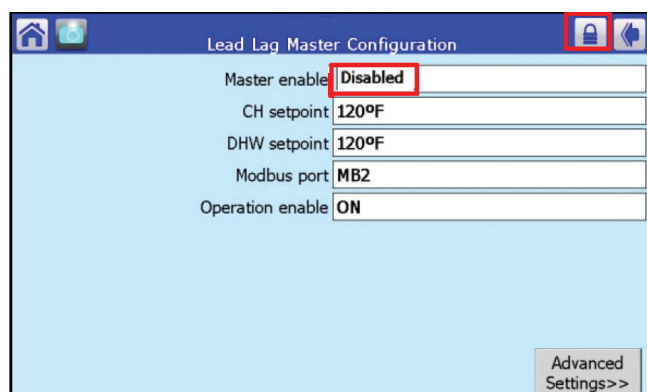 Lead Lag Master Configuration
Master enable Disabled
CH setpoint 120ºF
DHW setpoint 120ºF
Modbus port MB2
Operation enable ON
Advanced
Settings>>